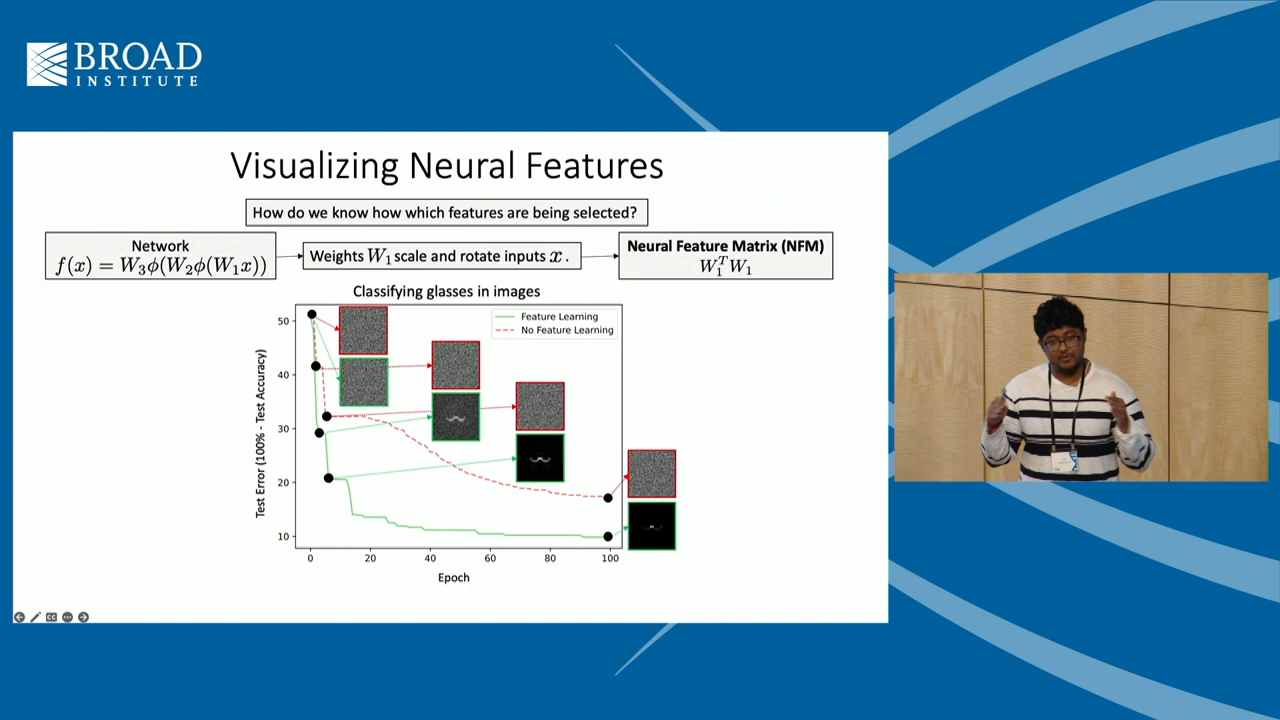 BROAD
INSTITUTE
Visualizing Neural Features
How do we know how which features are being selected?
Network
f(x) = W₃ϕ(W₂ϕ(W₁x))
Weights W₁ scale and rotate inputs x.
Neural Feature Matrix (NFM)
W₁ᵀW₁
Classifying glasses in images
Feature Learning
No Feature Learning
Test Error (100% - Test Accuracy)
50
40
30
20
10
0 20 40 60 80 100
Epoch
CC